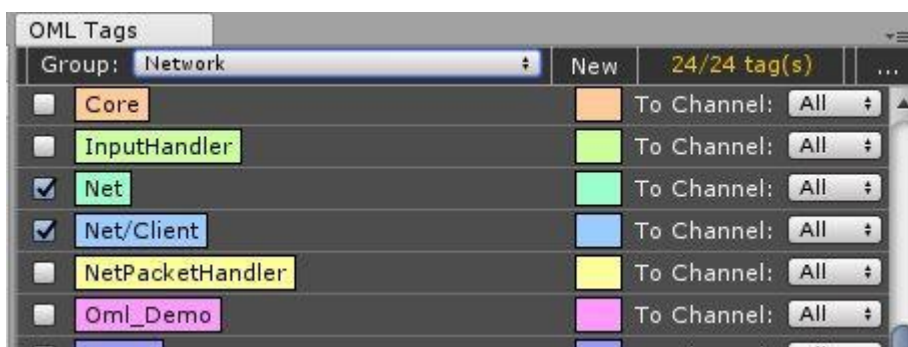 OML Tags
Group: Network New 24/24 tag(s) ...
Core To Channel: All
InputHandler To Channel: All
Net To Channel: All
Net/Client To Channel: All
NetPacketHandler To Channel: All
Oml_Demo To Channel: All